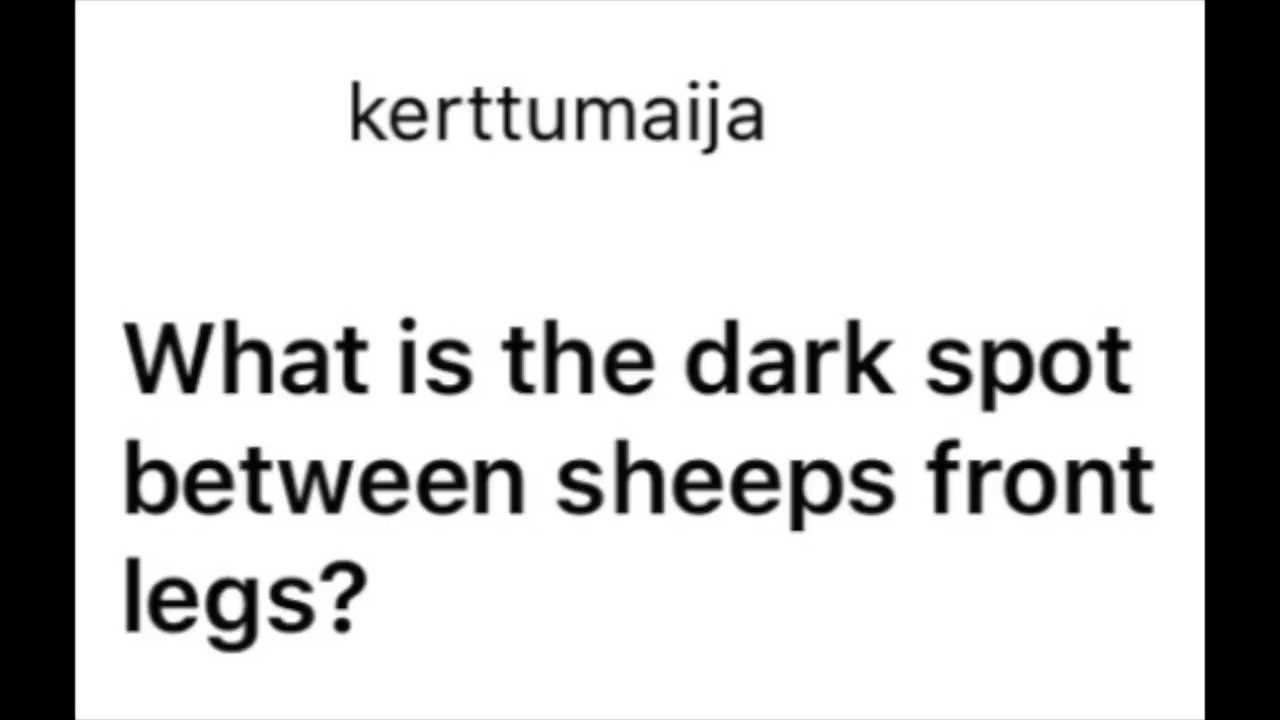 kerttumaija
What is the dark spot
between sheeps front
legs?